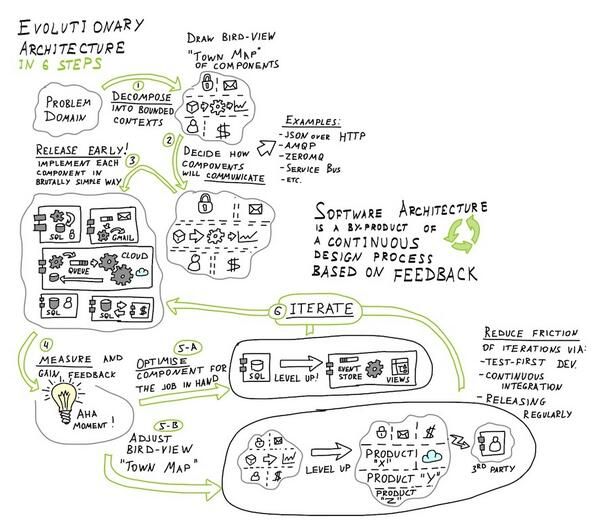 EVOLUTIONARY
ARCHITECTURE
IN 6 STEPS
DRAW BIRD-VIEW
"TOWN MAP"
OF COMPONENTS
PROBLEM
DOMAIN
1
DECOMPOSE
INTO BOUNDED
CONTEXTS
$
2
DECIDE HOW
COMPONENTS
WILL COMMUNICATE
EXAMPLES:
-JSON OVER HTTP
-AMQP
-ZEROMQ
-SERVICE BUS
-ETC.
RELEASE EARLY!
3
IMPLEMENT EACH
COMPONENT IN
BRUTALLY SIMPLE WAY
$
SQL
GMAIL
CLOUD
QUEUE
SQL
SQL
$
SOFTWARE ARCHITECTURE
IS A BY-PRODUCT OF
A CONTINUOUS
DESIGN PROCESS
BASED ON FEEDBACK
6 ITERATE
4
MEASURE AND
GAIN FEEDBACK
AHA
MOMENT!
5-A
OPTIMISE
COMPONENT FOR
THE JOB IN HAND
SQL
LEVEL UP!
EVENT
STORE
VIEWS
REDUCE FRICTION
OF ITERATIONS VIA:
-TEST-FIRST DEV.
-CONTINUOUS
INTEGRATION
-RELEASING
REGULARLY
5-B
ADJUST
BIRD-VIEW
"TOWN MAP"
$
LEVEL UP
$
PRODUCT
"X"
PRODUCT "Y"
PRODUCT
"Z"
3RD PARTY